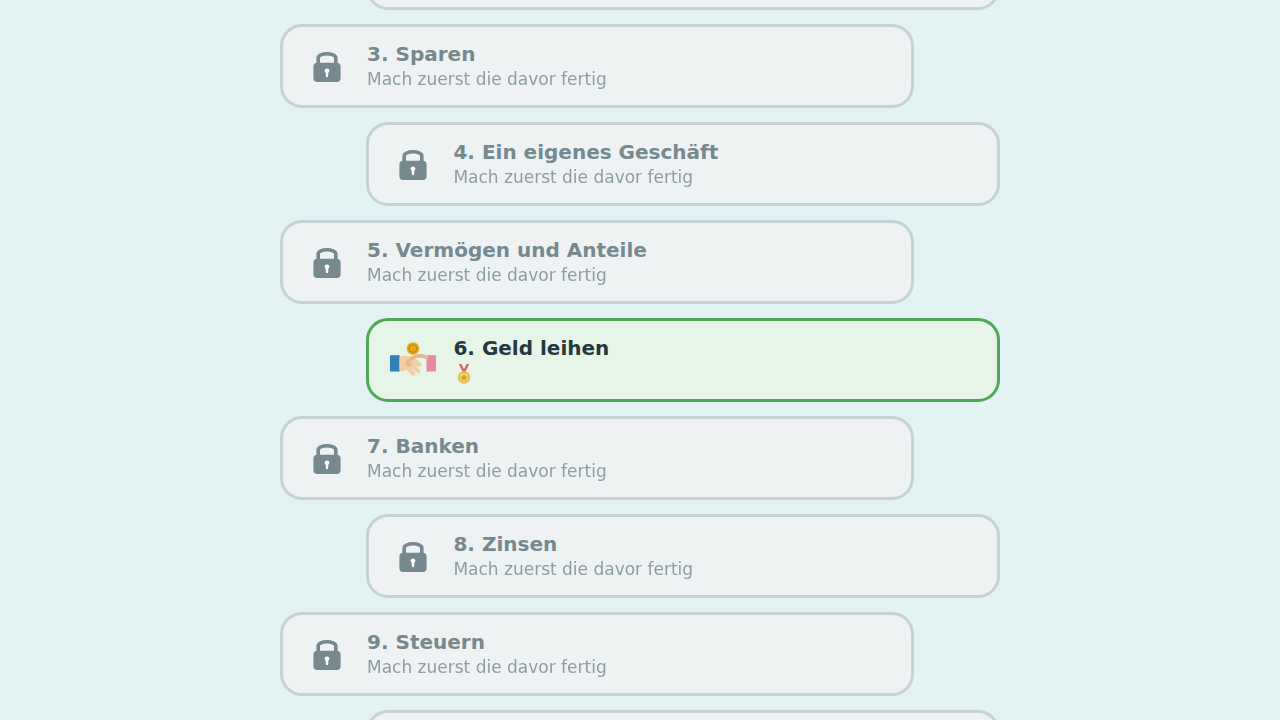 3. Sparen
Mach zuerst die davor fertig
4. Ein eigenes Geschäft
Mach zuerst die davor fertig
5. Vermögen und Anteile
Mach zuerst die davor fertig
6. Geld leihen
7. Banken
Mach zuerst die davor fertig
8. Zinsen
Mach zuerst die davor fertig
9. Steuern
Mach zuerst die davor fertig